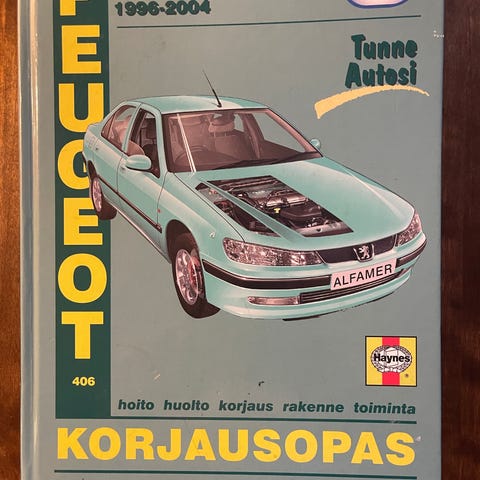 1996-2004
Tunne
Autosi
PEUGEOT
406
ALFAMER
Haynes
hoito huolto korjaus rakenne toiminta
KORJAUSOPAS